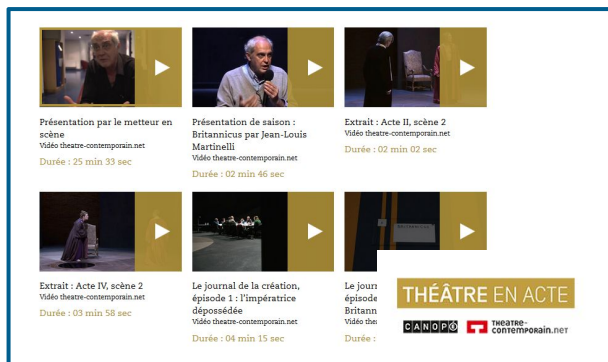 Présentation par le metteur en
scène
Vidéo theatre-contemporain.net
Durée : 25 min 33 sec
Présentation de saison :
Britannicus par Jean-Louis
Martinelli
Vidéo theatre-contemporain.net
Durée : 02 min 46 sec
Extrait : Acte II, scène 2
Vidéo theatre-contemporain.net
Durée : 02 min 02 sec
Extrait : Acte IV, scène 2
Vidéo theatre-contemporain.net
Durée : 03 min 58 sec
Le journal de la création,
épisode 1 : l'impératrice
dépossédée
Vidéo theatre-contemporain.net
Durée : 04 min 15 sec
Le journ
épisode
Britann
Vidéo thea
Durée :
THÉÂTRE EN ACTE
CANOPÉ
THEATRE-
CONTEMPORAIN.NET